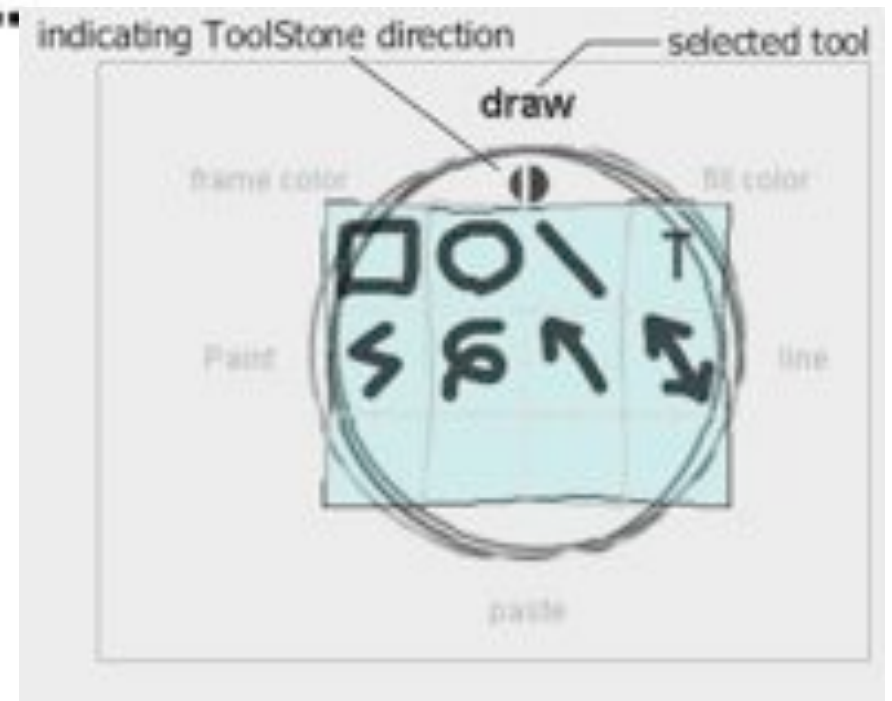 indicating ToolStone direction
selected tool
draw
frame color
fill color
T
Paint
line
paste